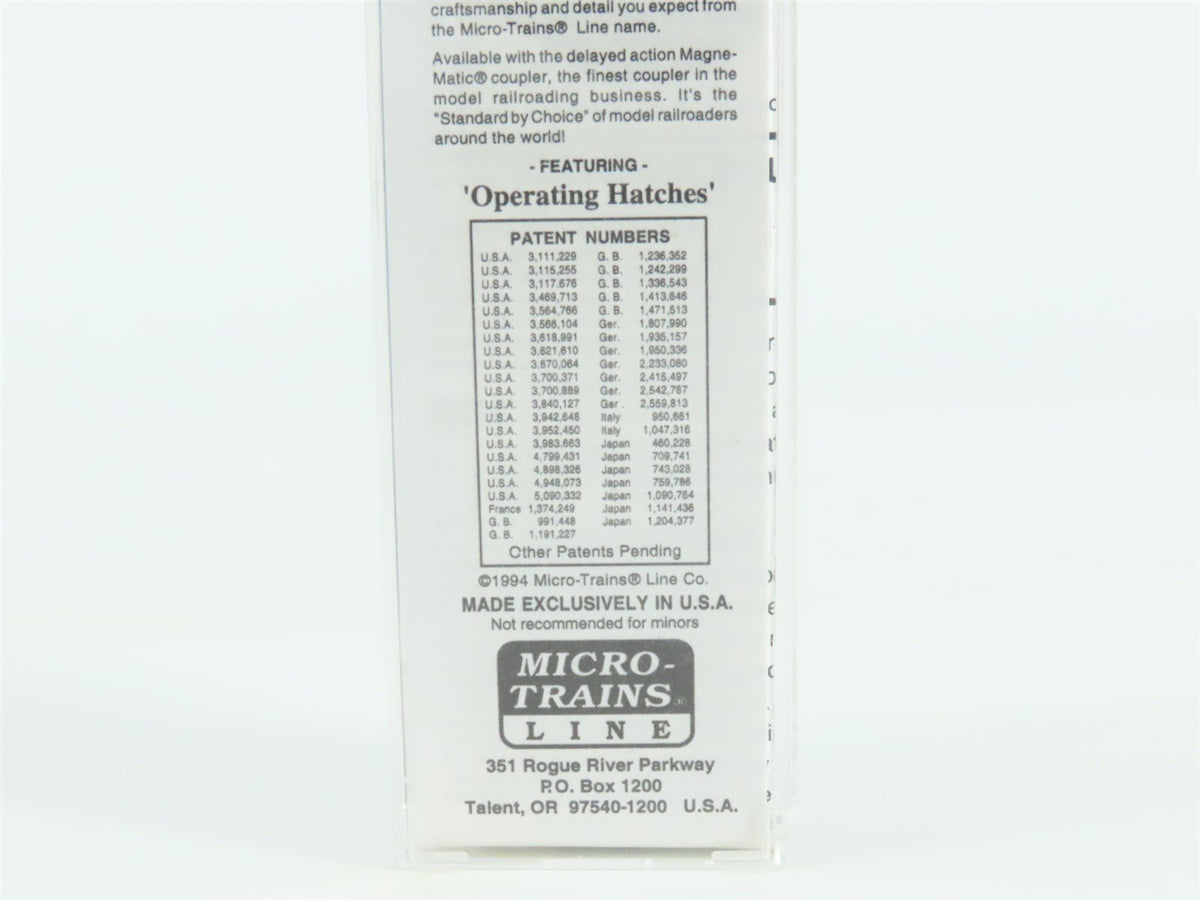 craftsmanship and detail you expect from
the Micro-Trains® Line name.
Available with the delayed action Magne-
Matic® coupler, the finest coupler in the
model railroading business. It's the
"Standard by Choice" of model railroaders
around the world!
- FEATURING -
'Operating Hatches'
PATENT NUMBERS
U.S.A. 3,111,229 G. B. 1,236,352
U.S.A. 3,115,255 G. B. 1,242,299
U.S.A. 3,117,676 G. B. 1,336,543
U.S.A. 3,469,713 G. B. 1,413,646
U.S.A. 3,564,766 G. B. 1,471,513
U.S.A. 3,566,104 Ger. 1,807,990
U.S.A. 3,618,991 Ger. 1,935,157
U.S.A. 3,621,610 Ger. 1,950,336
U.S.A. 3,670,064 Ger. 2,233,080
U.S.A. 3,700,371 Ger. 2,415,497
U.S.A. 3,700,889 Ger. 2,542,787
U.S.A. 3,840,127 Ger . 2,559,813
U.S.A. 3,942,648 Italy 950,661
U.S.A. 3,952,450 Italy 1,047,316
U.S.A. 3,983,663 Japan 460,228
U.S.A. 4,799,431 Japan 709,741
U.S.A. 4,898,326 Japan 743,028
U.S.A. 4,948,073 Japan 759,786
U.S.A. 5,090,332 Japan 1,090,764
France 1,374,249 Japan 1,141,436
G. B. 991,448 Japan 1,204,377
G. B. 1,191,227
Other Patents Pending
©1994 Micro-Trains® Line Co.
MADE EXCLUSIVELY IN U.S.A.
Not recommended for minors
MICRO-
TRAINS®
LINE
351 Rogue River Parkway
P.O. Box 1200
Talent, OR 97540-1200 U.S.A.